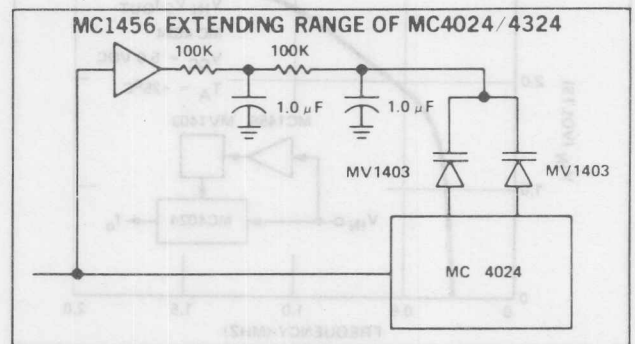 MC1456 EXTENDING RANGE OF MC4024/4324
100K 100K
1.0 µF 1.0 µF
MV1403 MV1403
MC 4024